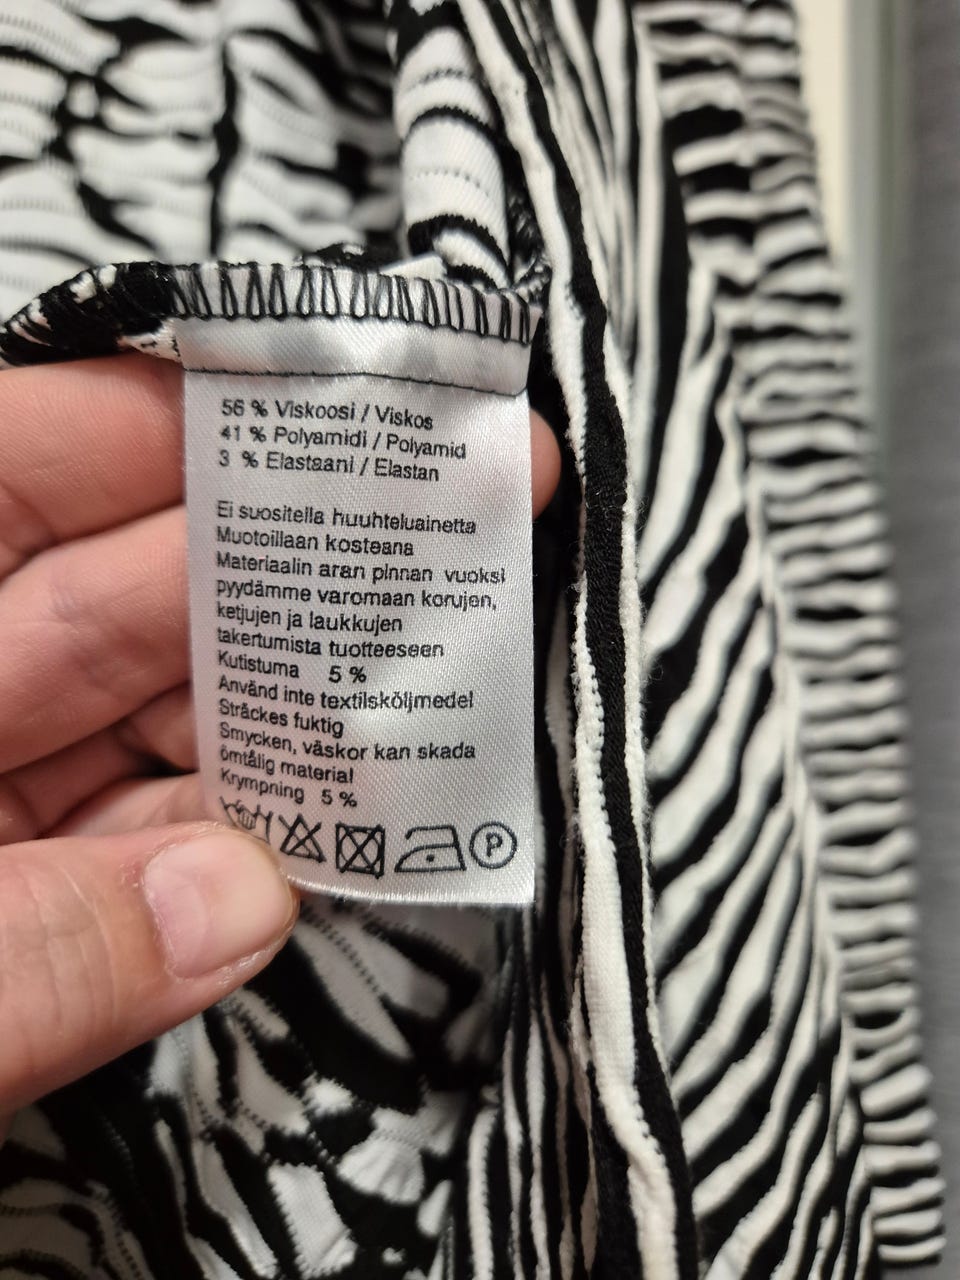 56 % Viskoosi / Viskos
41 % Polyamidi / Polyamid
3 % Elastaani / Elastan
Ei suositella huuhteluainetta
Muotoillaan kosteana
Materiaalin aran pinnan vuoksi
pyydämme varomaan korujen,
ketjujen ja laukkujen
takertumista tuotteeseen
Kutistuma 5 %
Använd inte textilsköljmedel
Sträckes fuktig
Smycken, väskor kan skada
ömtålig material
Krympning 5 %
P